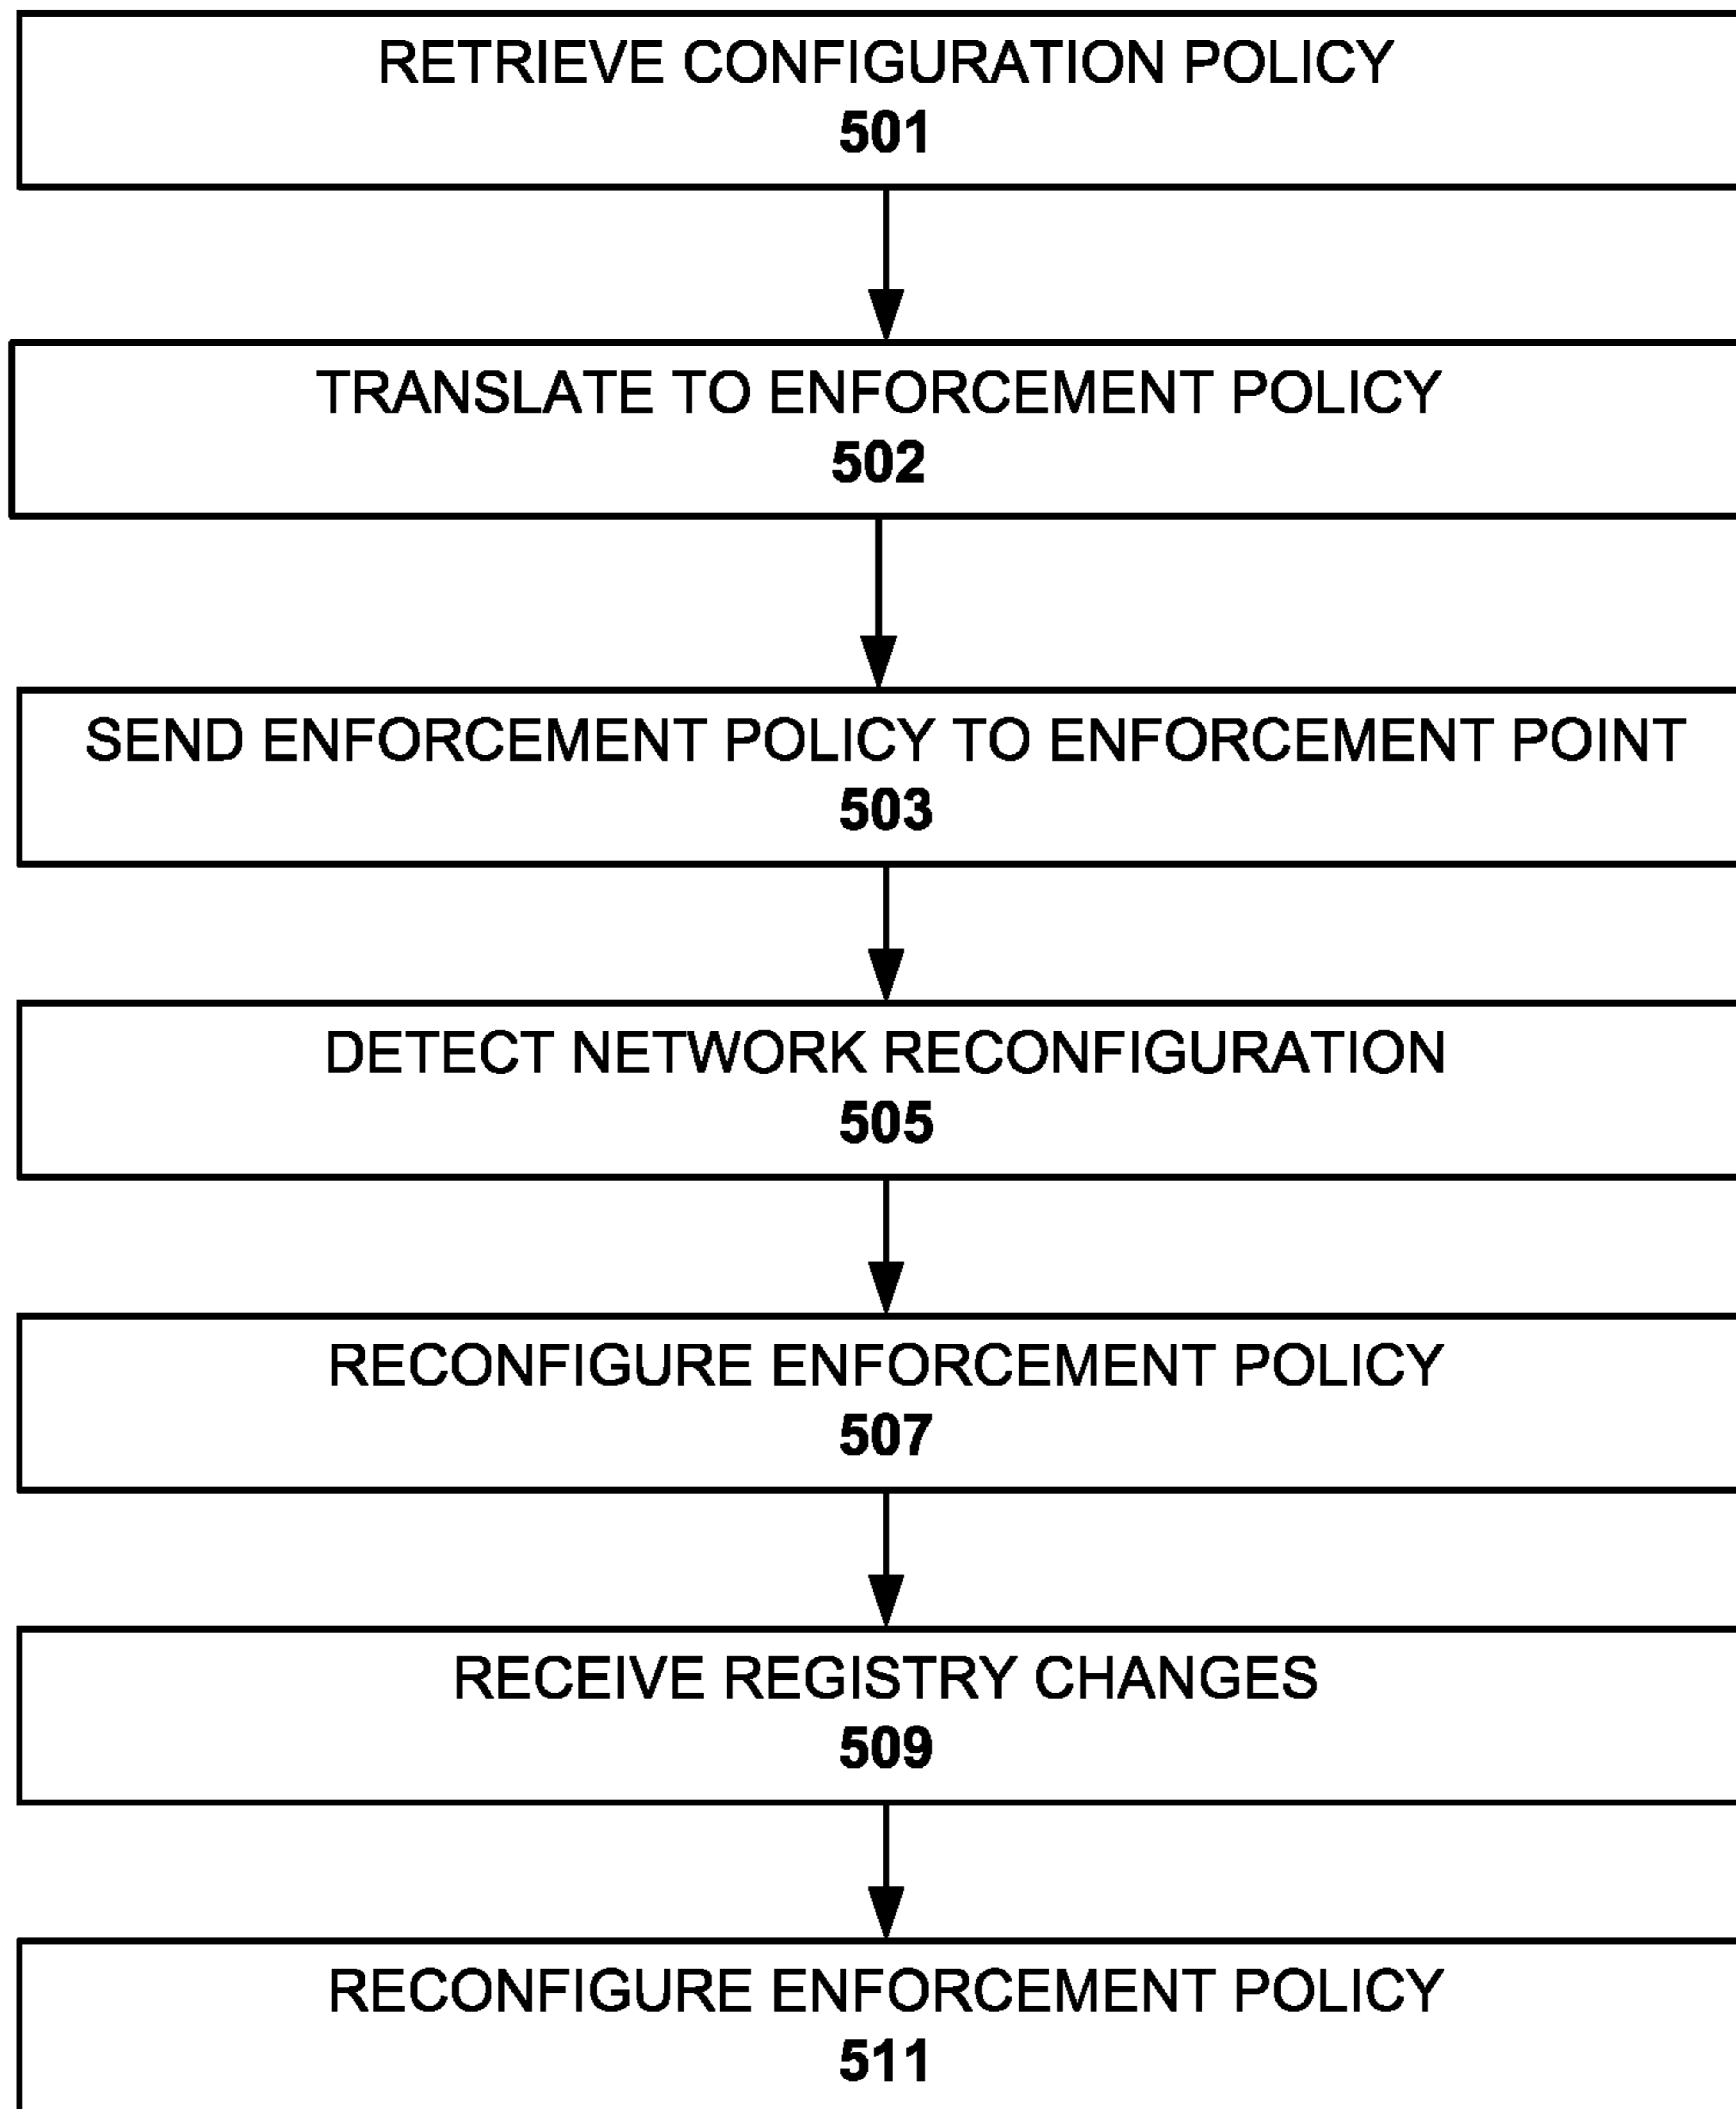 RETRIEVE CONFIGURATION POLICY
501
TRANSLATE TO ENFORCEMENT POLICY
502
SEND ENFORCEMENT POLICY TO ENFORCEMENT POINT
503
DETECT NETWORK RECONFIGURATION
505
RECONFIGURE ENFORCEMENT POLICY
507
RECEIVE REGISTRY CHANGES
509
RECONFIGURE ENFORCEMENT POLICY
511